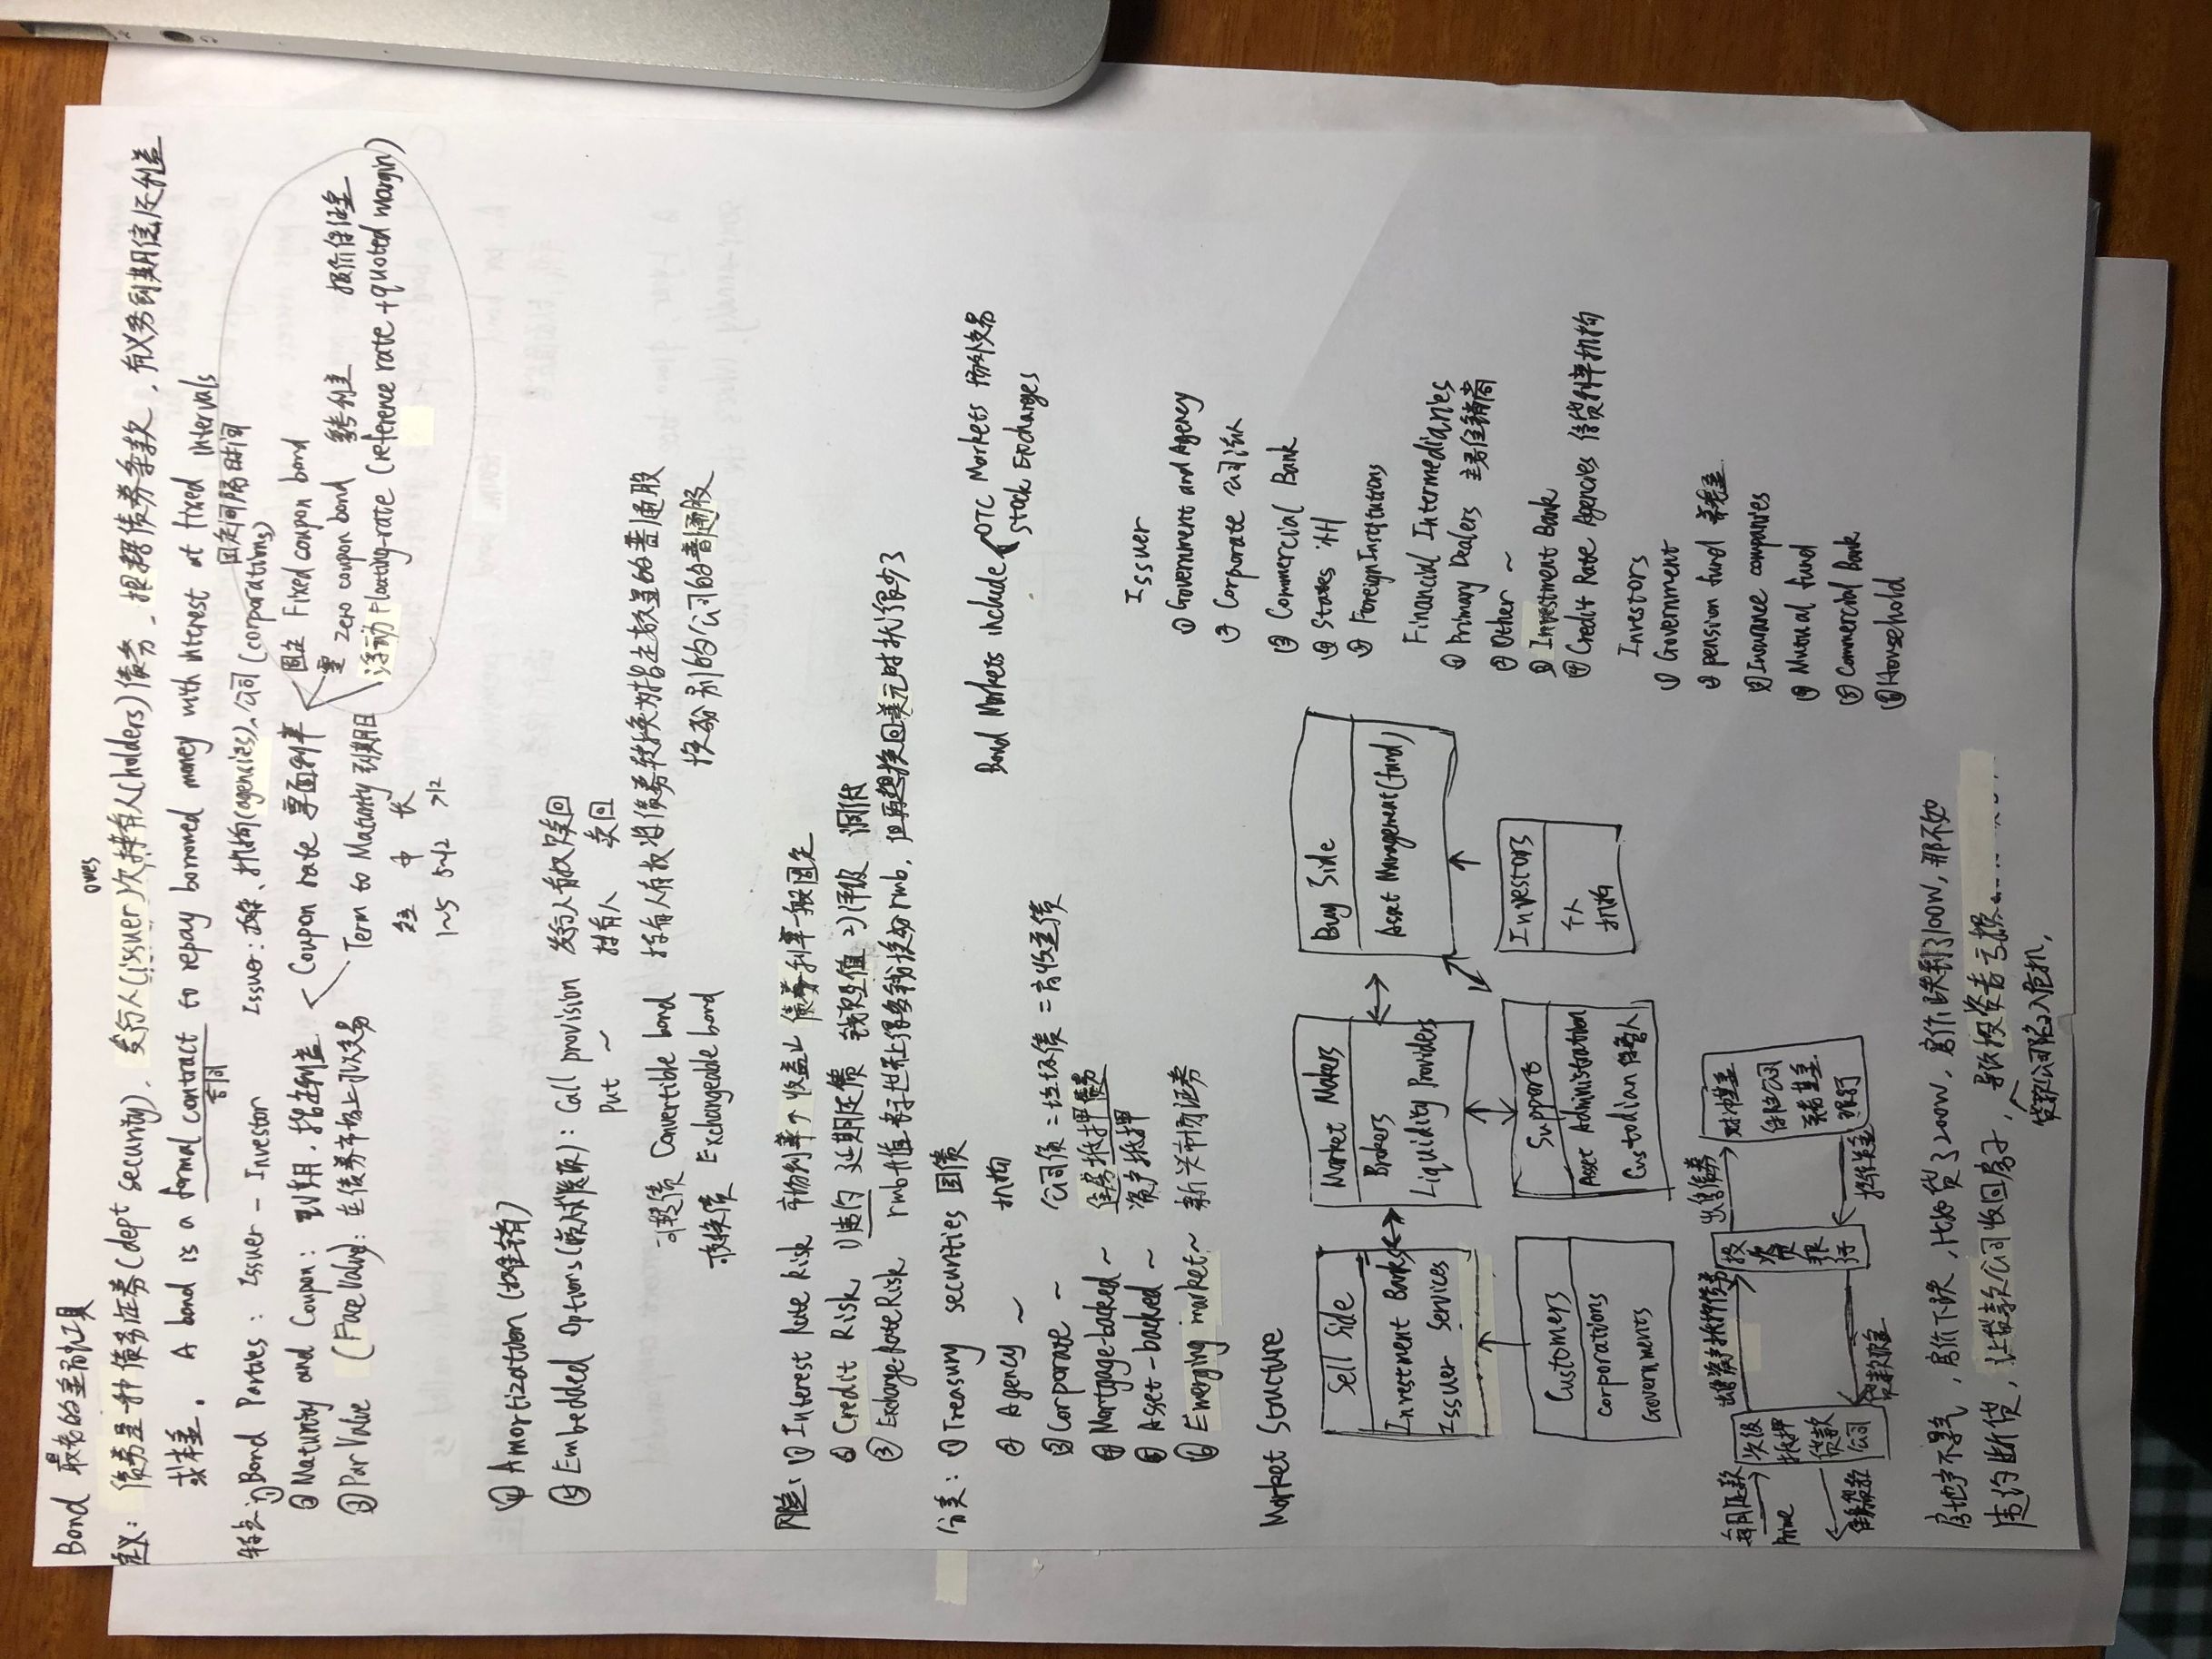 Bond 最老的金融工具
owes
定义: 债券是一种债务证券(dept security), 发行人(issuer)欠持有人(holders)债务, 根据债券条款, 有义务到期偿还利益
或本金. A bond is a formal contract to repay borrowed money with interest at fixed intervals
合同
固定间隔时间
特点: ① Bond Parties: Issuer - Investor Issuer: 政府、机构(agencies)、公司(corporations)
② Maturity and Coupon: 到期、指定利益 Coupon rate 票面利率 固定 Fixed coupon bond
零 zero coupon bond 报价保证金
③ Par Value (Face Value): 在债券市场上可以交易 Term to Maturity 到期日 浮动 Floating-rate (reference rate + quoted margin)
短 中 长
1~5 5~12 >12
④ Amortization (摊销)
⑤ Embedded Options(嵌入式选项): Call provision 发行人有权赎回
Put ~ 持有人 卖回
可转债 Convertible bond 持有人有权将债券转换为指定数量的普通股
可换债 Exchangeable bond 换成别的公司的普通股
风险: ① Interest Rate Risk 市场利率↑ 收益↓ 债券利率一般固定
② Credit Risk 1)违约 延期还债 钱贬值 2)评级 调低
③ Exchange-Rate Risk rmb升值 表示世界上很多钱换成rmb, 但再想换回美元时就很少了
分类: ① Treasury securities 国债
② Agency ~ 机构
③ Corporate ~ 公司债 = 垃圾债 = 高收益债
④ Mortgage-backed ~ 住房抵押债券
⑤ Asset-backed ~ 资产抵押
⑥ Emerging market ~ 新兴市场证券
Bond Markets include OTC Markets 场外交易
Stock Exchanges
Market Structure
Sell Side
Investment Banks
Issuer Services
Market Makers
Brokers
Liquidity Providers
Buy Side
Asset Management(fund)
Customers
Corporations
Governments
Support
Asset Administration
Custodian 保管人
Investors
个人
机构
Issuer
① Government and Agency
② Corporate 公司法人
③ Commercial Bank
④ States 州
⑤ Foreign Institutions
Financial Intermediaries
① Primary Dealers 主要经销商
② Other ~
③ Investment Bank
④ Credit Rate Agencies 信贷利率机构
Investors
① Government
② pension fund 养老金
③ Insurance companies
④ Mutual fund
⑤ Commercial Bank
⑥ Household
每月还款
Prime
住房贷款
次级抵押贷款公司
出售资产抵押债券
贷款资金
投资银行
出售债券
提供资金
对冲基金
保险公司
养老基金
银行
房地产不景气, 房价下跌, 比如贷了200W, 房价跌到了100W, 那不如
违约断贷, 让贷款公司收回房子, 导致投资者亏损
贷款公司陷入危机,